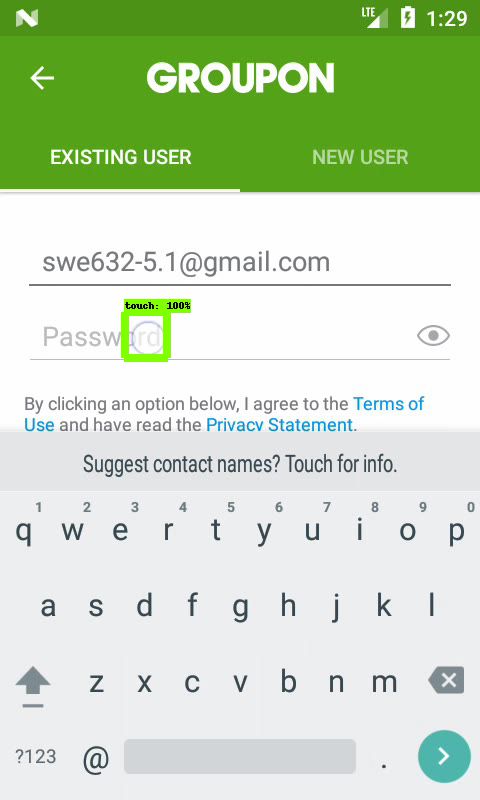 LTE 1:29
GROUPON
EXISTING USER NEW USER
swe632-5.1@gmail.com
touch: 100%
Password
By clicking an option below, I agree to the Terms of
Use and have read the Privacy Statement.
Suggest contact names? Touch for info.
1 2 3 4 5 6 7 8 9 0
q w e r t y u i o p
a s d f g h j k l
z x c v b n m
?123 @ .